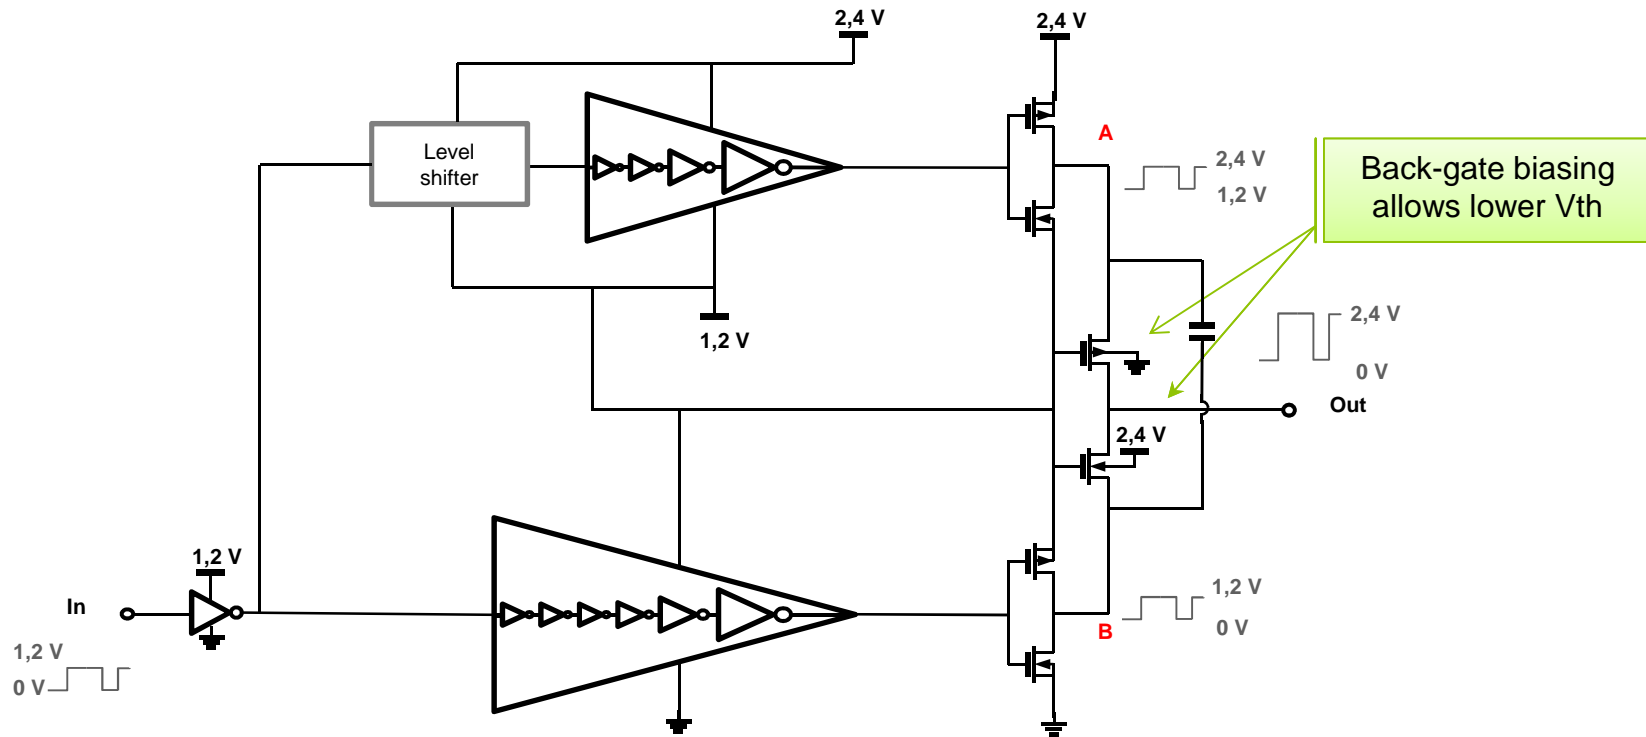 2,4 V
2,4 V
Level
shifter
A
2,4 V
1,2 V
Back-gate biasing
allows lower Vth
1,2 V
2,4 V
0 V
Out
2,4 V
1,2 V
In
1,2 V
0 V
1,2 V
0 V
B